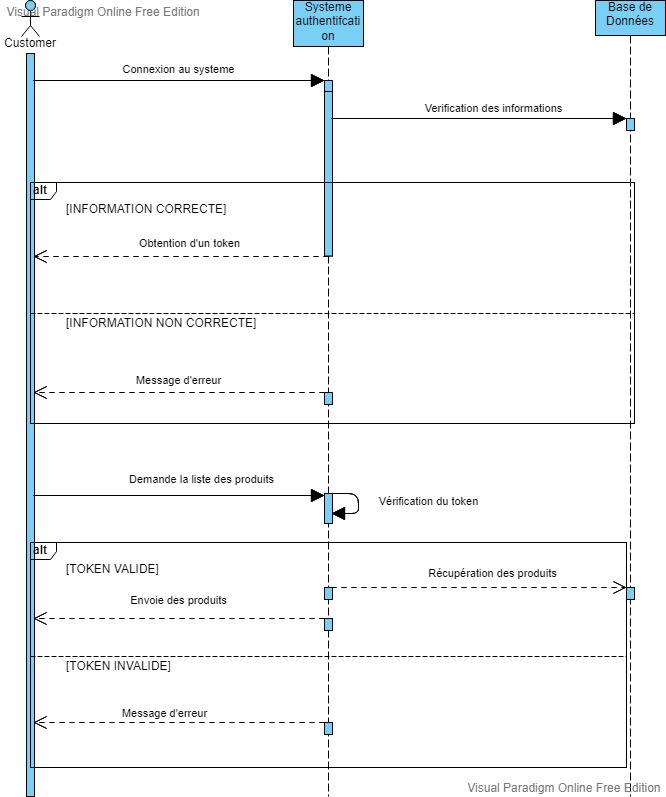 Visual Paradigm Online Free Edition
Customer
Systeme
authentifcati
on
Base de
Données
Connexion au systeme
Verification des informations
alt
[INFORMATION CORRECTE]
Obtention d'un token
[INFORMATION NON CORRECTE]
Message d'erreur
Demande la liste des produits
Vérification du token
alt
[TOKEN VALIDE]
Récupération des produits
Envoie des produits
[TOKEN INVALIDE]
Message d'erreur
Visual Paradigm Online Free Edition